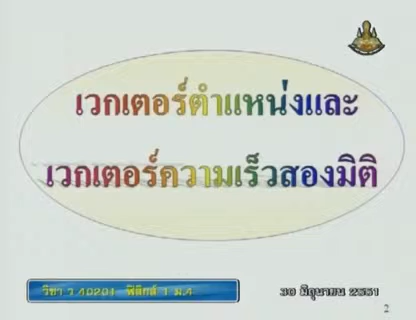 เวกเตอร์ตำแหน่งและ
เวกเตอร์ความเร็วสองมิติ
วิชา ว 40201 ฟิสิกส์ 1 ม.4
30 มิถุนายน 2551
2